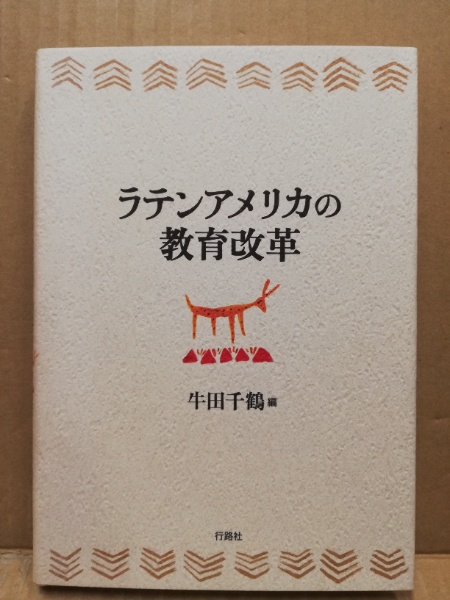 ラテンアメリカの
教育改革
牛田千鶴 編
行路社